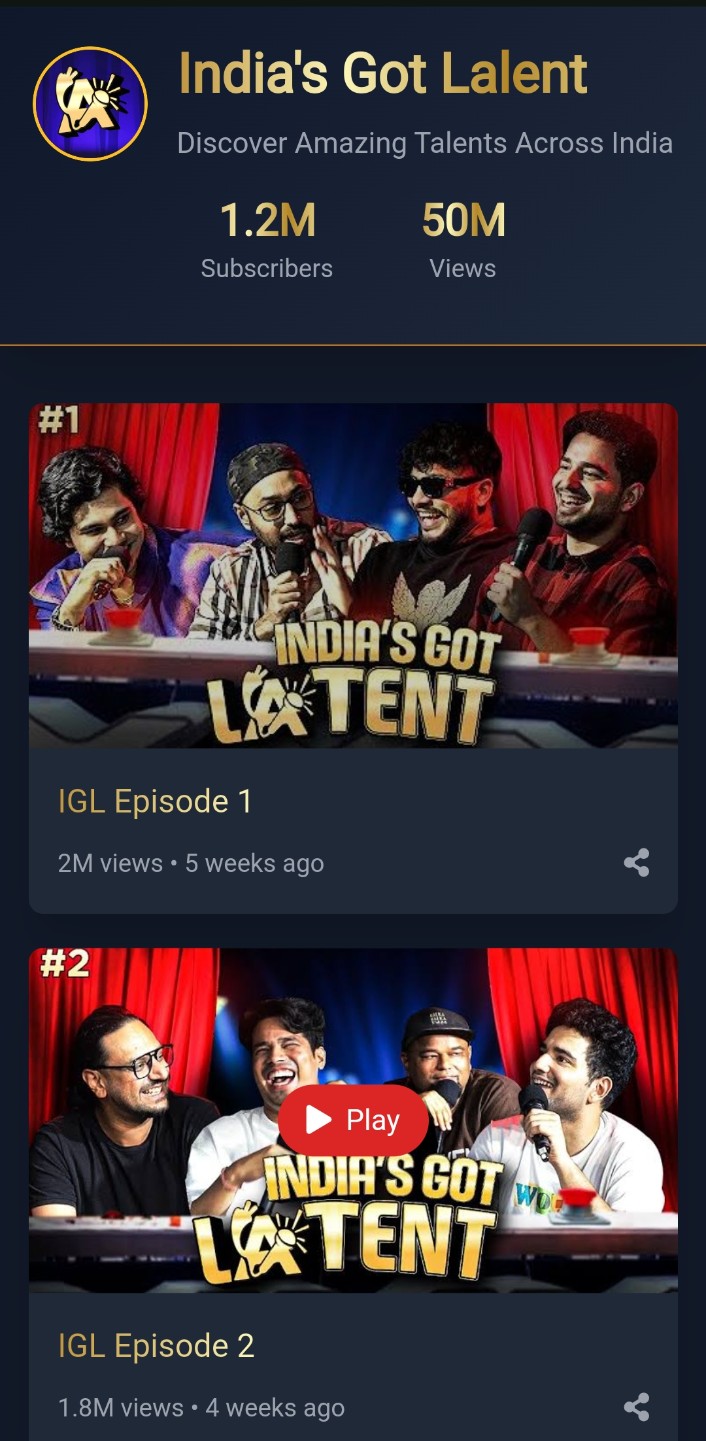 India's Got Lalent
Discover Amazing Talents Across India
1.2M 50M
Subscribers Views
#1
INDIA'S GOT
LATENT
IGL Episode 1
2M views • 5 weeks ago
#2
Play
INDIA'S GOT
LATENT
IGL Episode 2
1.8M views • 4 weeks ago